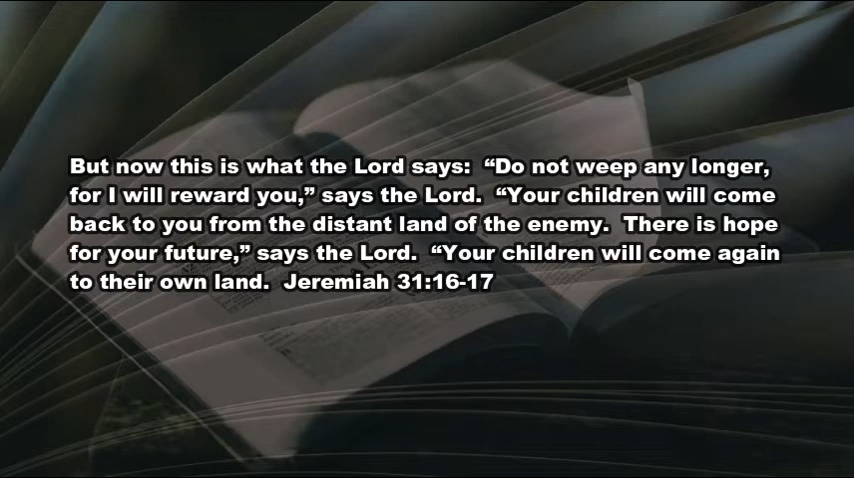 But now this is what the Lord says:  “Do not weep any longer,
for I will reward you,” says the Lord.  “Your children will come
back to you from the distant land of the enemy.  There is hope
for your future,” says the Lord.  “Your children will come again
to their own land.  Jeremiah 31:16-17